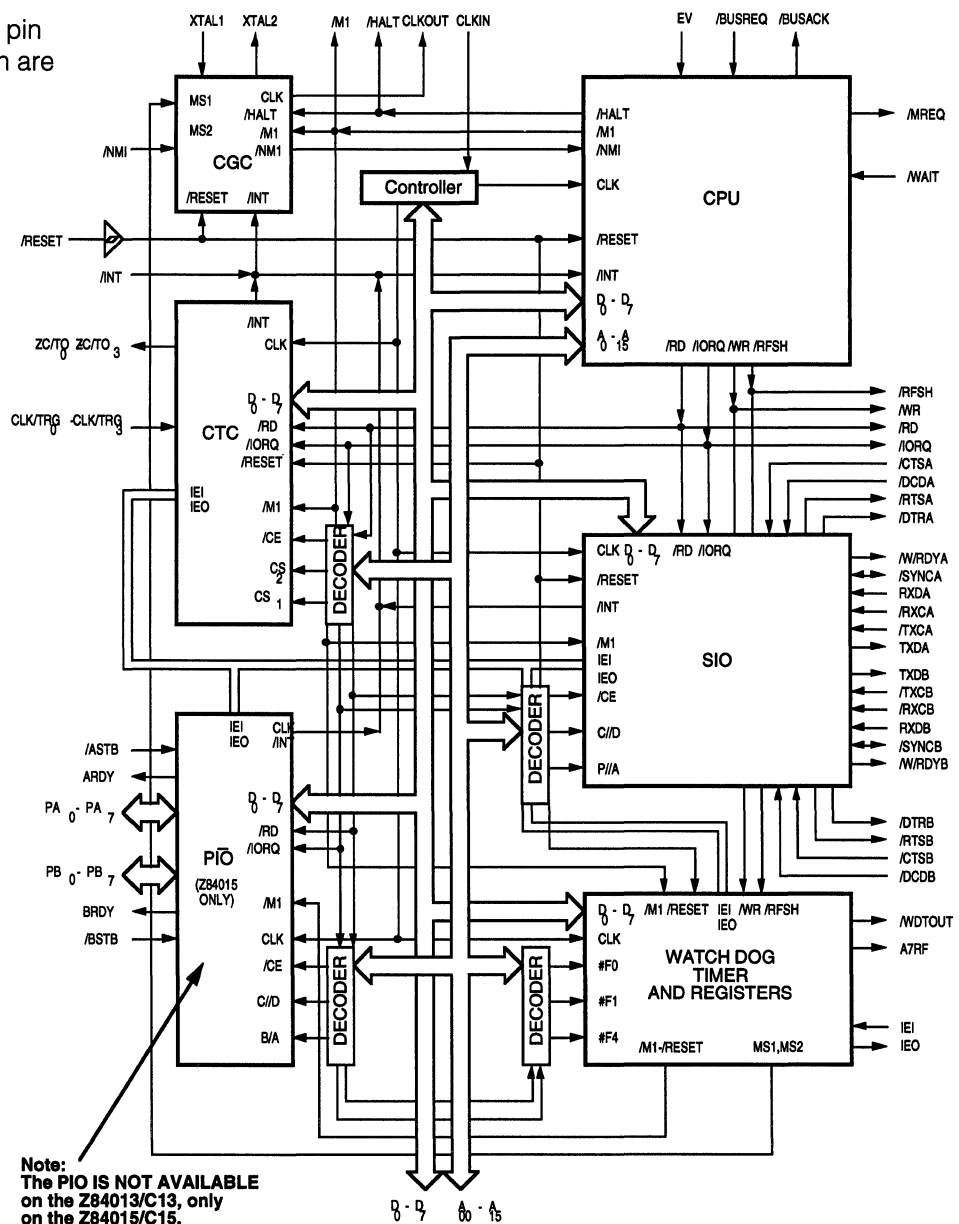 pin
n are
XTAL1 XTAL2 /M1 /HALT CLKOUT CLKIN EV /BUSREQ /BUSACK
MS1
MS2
CLK
/HALT
/M1
/NM1
CGC
/RESET /INT
/NMI
/RESET
/INT
Controller
/HALT
/M1
/NMI
CLK
CPU
/RESET
/INT
D0 - D7
A0 - A15
/RD /IORQ /WR /RFSH
/MREQ
/WAIT
/INT
CLK
ZC/TO0 ZC/TO3
CLK/TRG0 -CLK/TRG3
CTC
D0 - D7
/RD
/IORQ
/RESET
IEI
IEO
/M1
/CE
CS2
CS1
DECODER
/RFSH
/WR
/RD
/IORQ
/CTSA
/DCDA
/RTSA
/DTRA
CLK D0 - D7 /RD /IORQ
/RESET
/INT
/M1
IEI
IEO
/CE
C//D
P//A
SIO
DECODER
/W/RDYA
/SYNCA
RXDA
/RXCA
/TXCA
TXDA
TXDB
/TXCB
/RXCB
RXDB
/SYNCB
/W/RDYB
/DTRB
/RTSB
/CTSB
/DCDB
IEI
IEO
CLK
/INT
/ASTB
ARDY
PA0 - PA7
PB0 - PB7
BRDY
/BSTB
D0 - D7
/RD
/IORQ
PIO
(Z84015
ONLY)
/M1
CLK
/CE
C//D
B/A
DECODER
DECODER
D0 - D7 /M1 /RESET IEI /WR /RFSH
IEO
CLK
WATCH DOG
TIMER
AND REGISTERS
#F0
#F1
#F4
/M1-/RESET MS1,MS2
/WDTOUT
A7RF
IEI
IEO
Note:
The PIO IS NOT AVAILABLE
on the Z84013/C13, only
on the Z84015/C15.
D0 - D7 A00 - A15